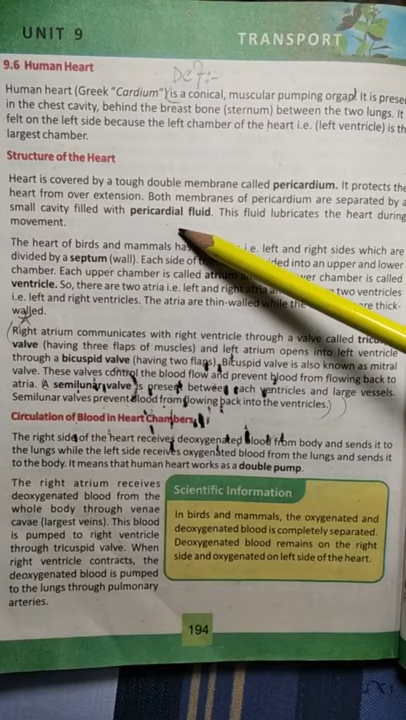 UNIT 9
TRANSPORT
9.6 Human Heart
Def:-
Human heart (Greek “Cardium”) is a conical, muscular pumping organ. It is
in the chest cavity, behind the breast bone (sternum) between the two lungs. It
felt on the left side because the left chamber of the heart i.e. (left ventricle) is
largest chamber.
Structure of the Heart
Heart is covered by a tough double membrane called pericardium. It protects the
heart from over extension. Both membranes of pericardium are separated by a
small cavity filled with pericardial fluid. This fluid lubricates the heart during
movement.
The heart of birds and mammals i.e. left and right sides which are
divided by a septum (wall). Each side of into an upper and lower
chamber. Each upper chamber is called chamber is called
ventricle. So, there are two atria i.e. left and right two ventricles
i.e. left and right ventricles. The atria are thin-walled while the are thick-
walled.
Right atrium communicates with right ventricle through a valve called
valve (having three flaps of muscles) and left atrium opens into left ventricle
through a bicuspid valve (having two flaps). Bicuspid valve is also known as mitral
valve. These valves control the blood flow and prevent blood from flowing back to
atria. (A semilunar valve is present between each ventricles and large vessels.
Semilunar valves prevent blood from flowing back into the ventricles.)
Circulation of Blood in Heart Chambers
The right side of the heart receives deoxygenated blood from body and sends it to
the lungs while the left side receives oxygenated blood from the lungs and sends it
to the body. It means that human heart works as a double pump.
The right atrium receives
deoxygenated blood from the
whole body through venae
cavae (largest veins). This blood
is pumped to right ventricle
through tricuspid valve. When
right ventricle contracts, the
deoxygenated blood is pumped
to the lungs through pulmonary
arteries.
Scientific Information
In birds and mammals, the oxygenated and
deoxygenated blood is completely separated.
Deoxygenated blood remains on the right
side and oxygenated on left side of the heart.
194